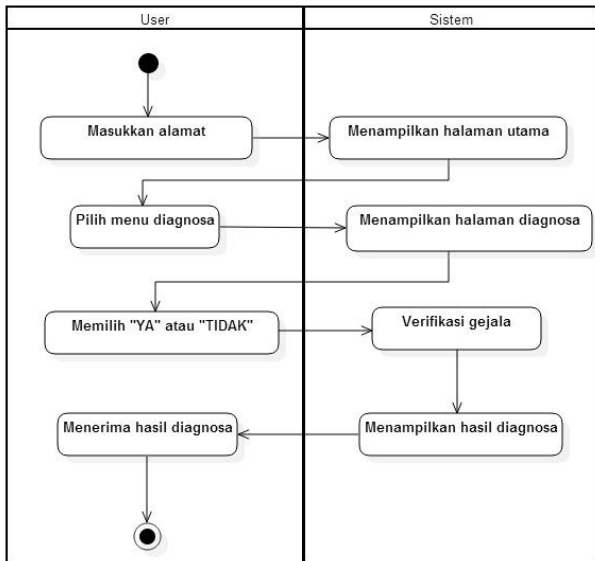 User
Sistem
Masukkan alamat
Menampilkan halaman utama
Pilih menu diagnosa
Menampilkan halaman diagnosa
Memilih "YA" atau "TIDAK"
Verifikasi gejala
Menerima hasil diagnosa
Menampilkan hasil diagnosa